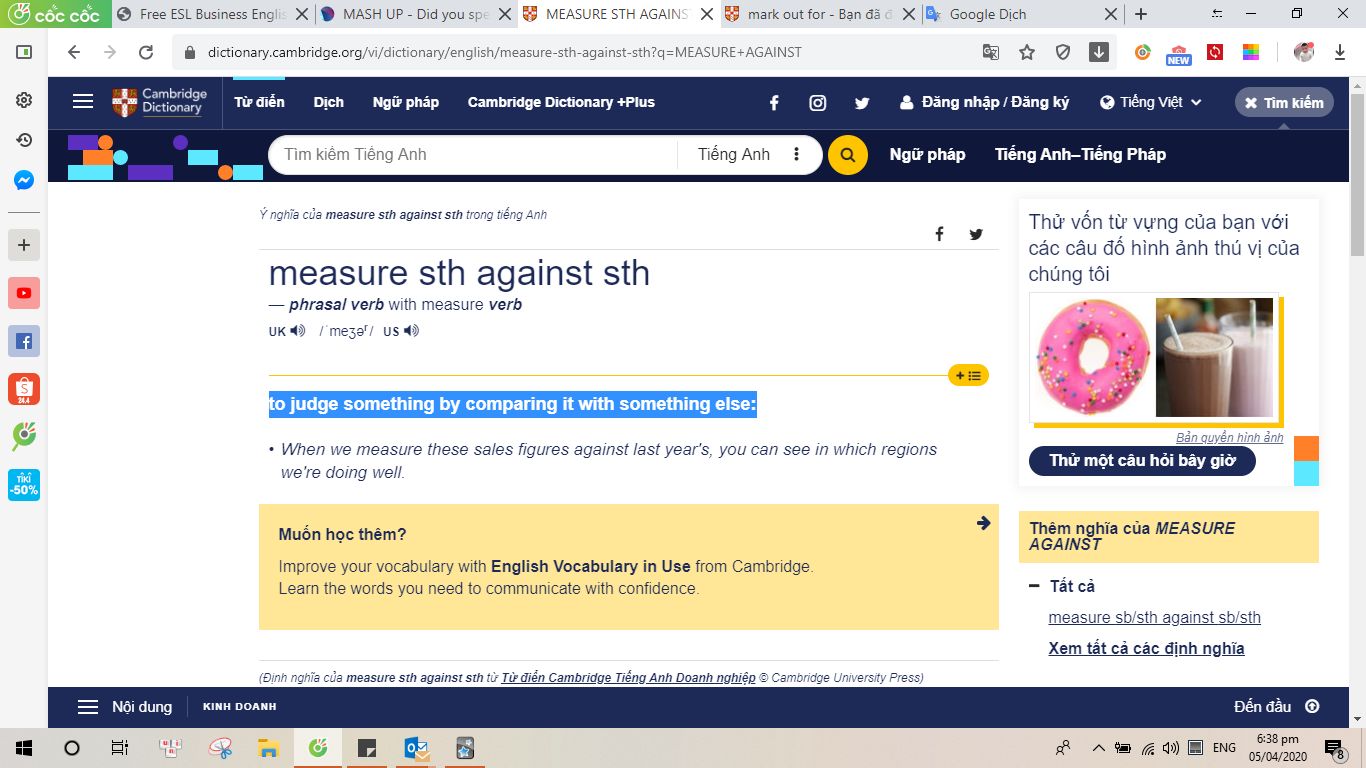 cốc cốc
Free ESL Business Englis
MASH UP - Did you spe
MEASURE STH AGAINST
mark out for - Bạn đã đ
Google Dịch
dictionary.cambridge.org/vi/dictionary/english/measure-sth-against-sth?q=MEASURE+AGAINST
NEW
Cambridge
Dictionary
Từ điển
Dịch
Ngữ pháp
Cambridge Dictionary +Plus
Đăng nhập / Đăng ký
Tiếng Việt
Tìm kiếm
Tìm kiếm Tiếng Anh
Tiếng Anh
Ngữ pháp
Tiếng Anh–Tiếng Pháp
Ý nghĩa của measure sth against sth trong tiếng Anh
measure sth against sth
— phrasal verb with measure verb
UK /ˈmeʒəʳ/ US
to judge something by comparing it with something else:
• When we measure these sales figures against last year's, you can see in which regions
we're doing well.
Muốn học thêm?
Improve your vocabulary with English Vocabulary in Use from Cambridge.
Learn the words you need to communicate with confidence.
(Định nghĩa của measure sth against sth từ Từ điển Cambridge Tiếng Anh Doanh nghiệp © Cambridge University Press)
Thử vốn từ vựng của bạn với
các câu đố hình ảnh thú vị của
chúng tôi
Bản quyền hình ảnh
Thử một câu hỏi bây giờ
Thêm nghĩa của MEASURE
AGAINST
Tất cả
measure sb/sth against sb/sth
Xem tất cả các định nghĩa
S
24.4
TIKI
-50%
Nội dung
KINH DOANH
Đến đầu
ENG
6:38 pm
05/04/2020
8